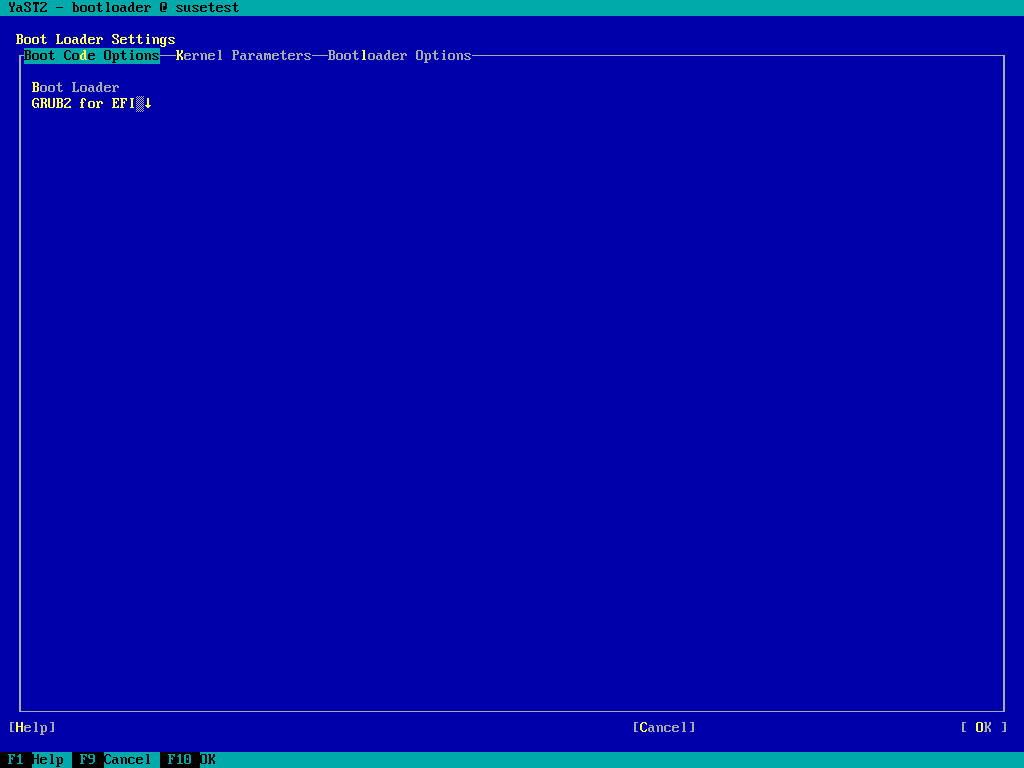 YaST2 - bootloader @ susetest
Boot Loader Settings
Boot Code Options Kernel Parameters Bootloader Options
Boot Loader
GRUB2 for EFI↓
[Help] [Cancel] [ OK ]
F1 Help F9 Cancel F10 OK